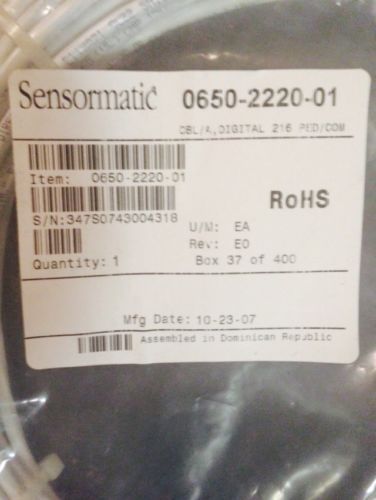 Sensormatic 0650-2220-01
CBL/A,DIGITAL 216 PED/COM
Item: 0650-2220-01
RoHS
S/N:347S0743004318
U/M: EA
Rev: E0
Quantity: 1 Box 37 of 400
Mfg Date: 10-23-07
Assembled in Dominican Republic